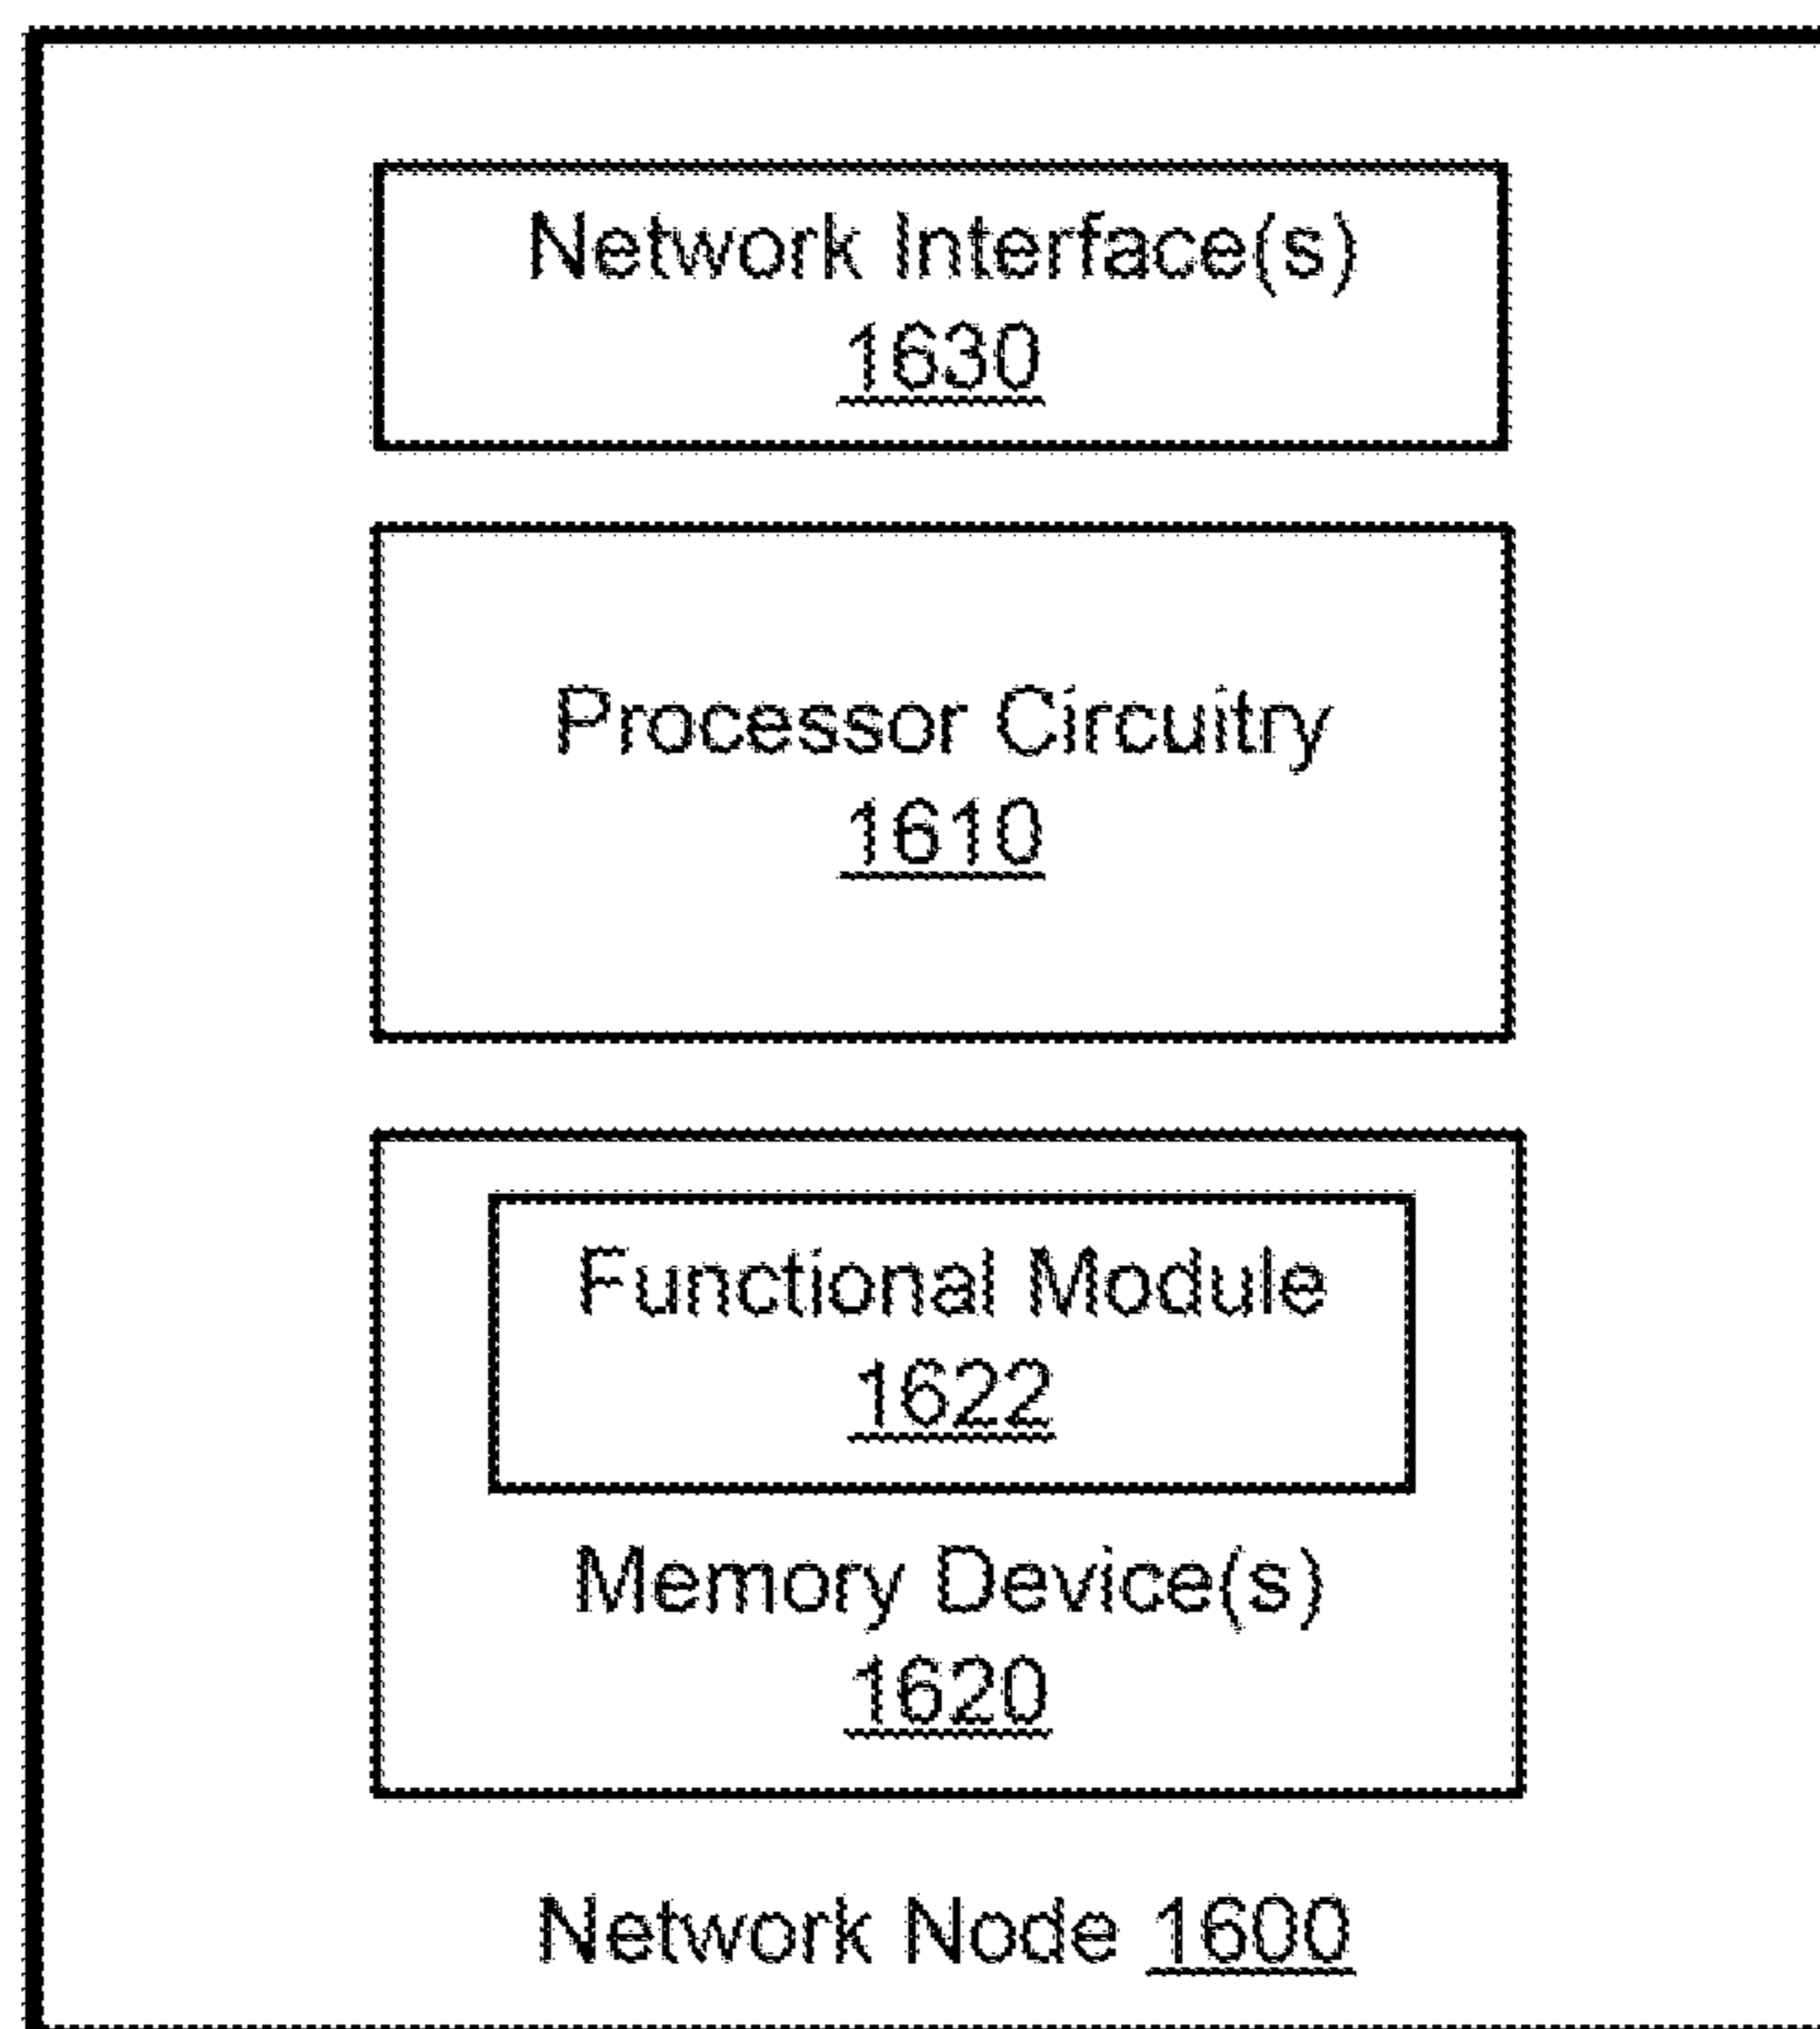 Network Interface(s)
1630
Processor Circuitry
1610
Functional Module
1622
Memory Device(s)
1620
Network Node 1600